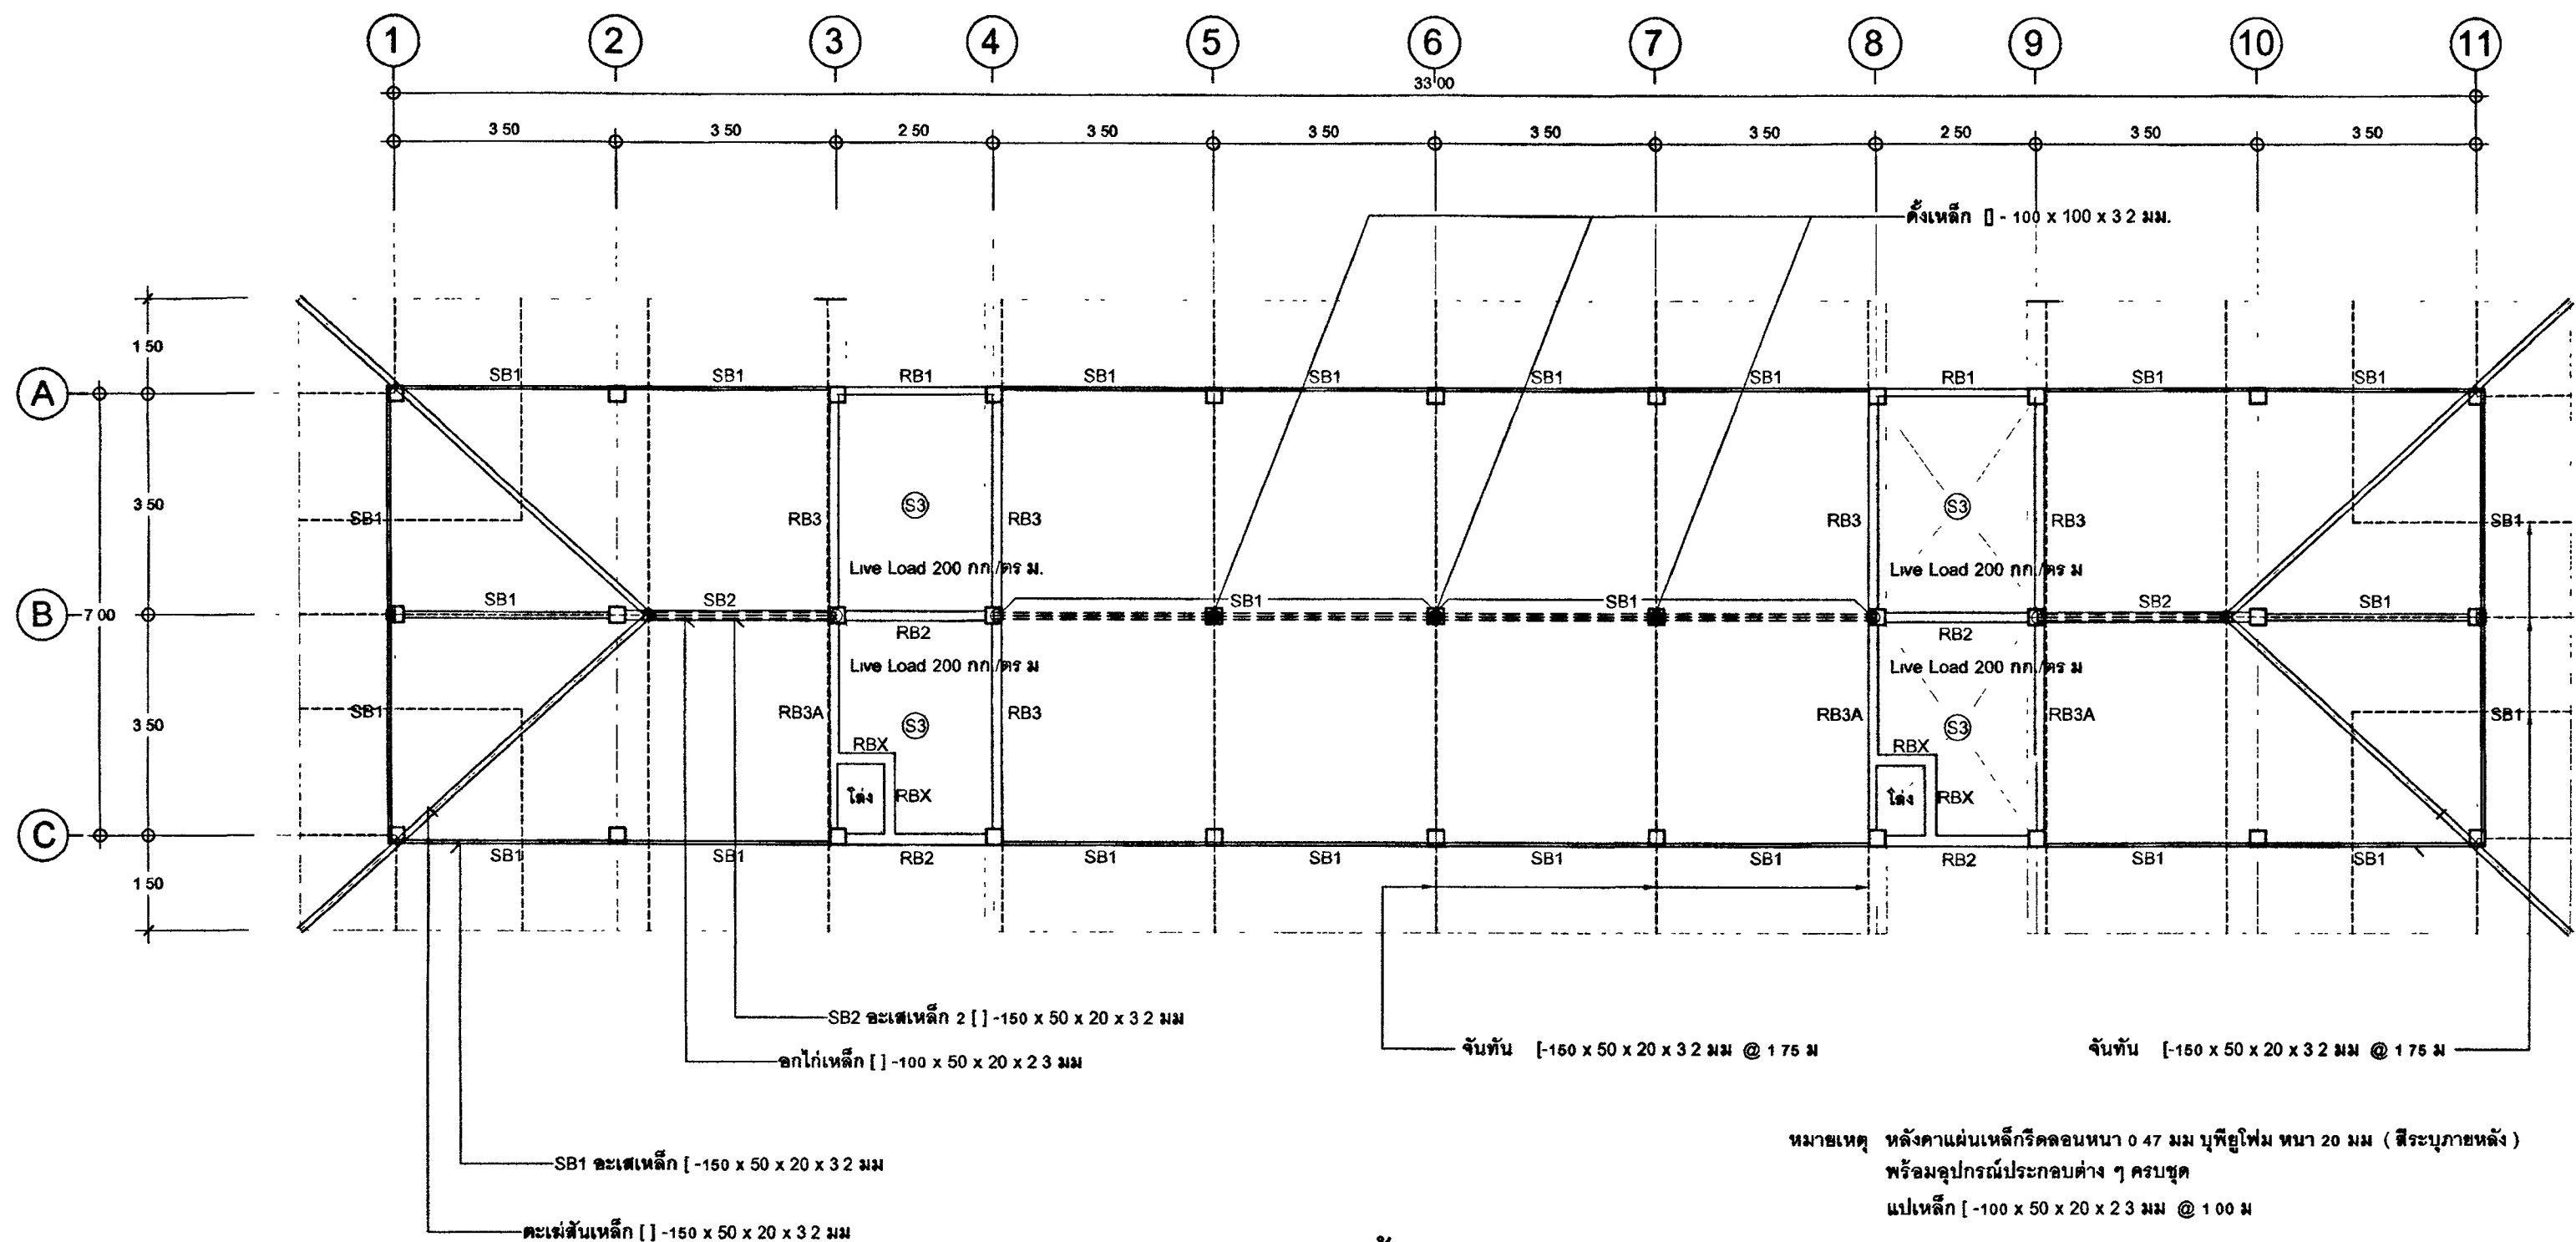 1 2 3 4 5 6 7 8 9 10 11
33 00
3 50 3 50 2 50 3 50 3 50 3 50 3 50 2 50 3 50 3 50
ดั้งเหล็ก [] - 100 x 100 x 3 2 มม.
1 50
A
SB1 SB1 RB1 SB1 SB1 SB1 SB1 RB1 SB1 SB1
3 50
S3 S3
SB1 RB3 RB3 RB3 RB3 SB1
Live Load 200 กก /ตร ม. Live Load 200 กก /ตร ม
B
7 00
SB1 SB2 SB1 SB1 SB2 SB1
RB2 RB2
Live Load 200 กก /ตร ม Live Load 200 กก /ตร ม
SB1 RB3A RB3 RB3A RB3A SB1
3 50
S3 S3
RBX RBX
โล่ง RBX โล่ง RBX
C
SB1 SB1 RB2 SB1 SB1 SB1 SB1 RB2 SB1 SB1
1 50
SB2 อะเสเหล็ก 2 [ ] -150 x 50 x 20 x 3 2 มม
อกไก่เหล็ก [ ] -100 x 50 x 20 x 2 3 มม
จันทัน [-150 x 50 x 20 x 3 2 มม @ 1 75 ม
จันทัน [-150 x 50 x 20 x 3 2 มม @ 1 75 ม
SB1 อะเสเหล็ก [ -150 x 50 x 20 x 3 2 มม
ตะเฆ่สันเหล็ก [ ] -150 x 50 x 20 x 3 2 มม
หมายเหตุ หลังคาแผ่นเหล็กรีดลอนหนา 0 47 มม บุพียูโฟม หนา 20 มม ( สีระบุภายหลัง )
พร้อมอุปกรณ์ประกอบต่าง ๆ ครบชุด
แปเหล็ก [ -100 x 50 x 20 x 2 3 มม @ 1 00 ม